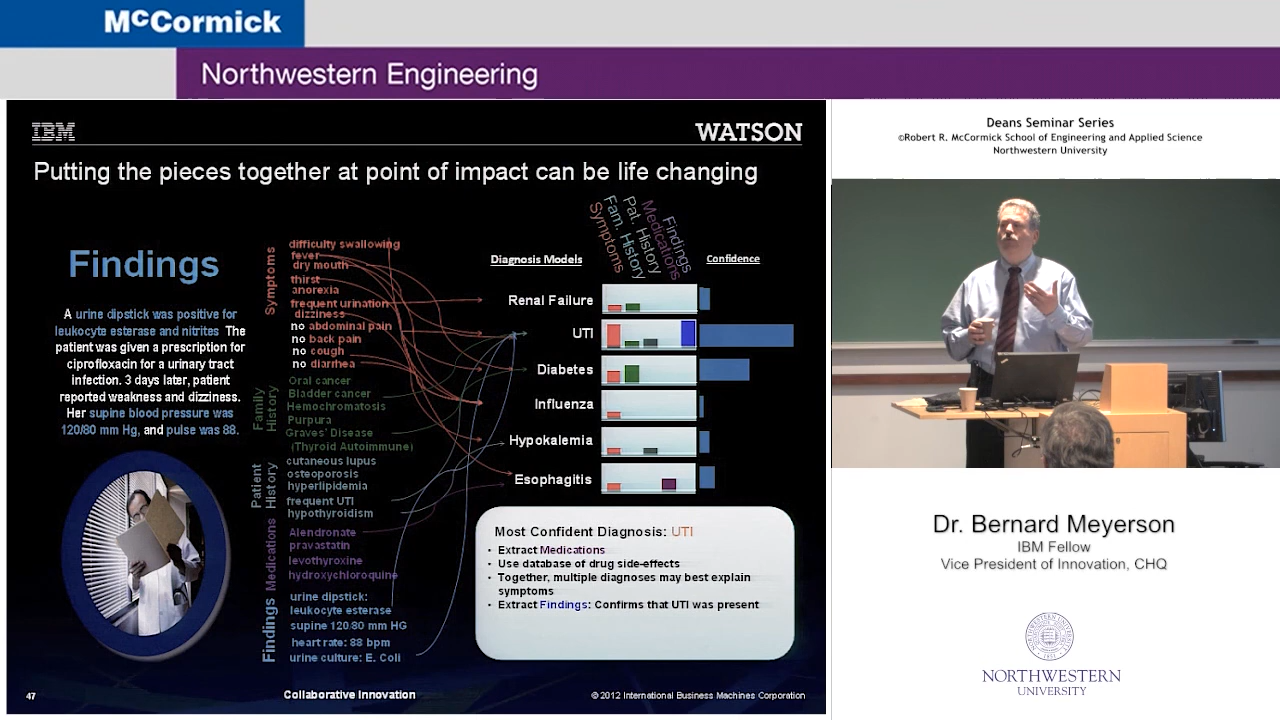 McCormick
Northwestern Engineering
IBM
WATSON
Putting the pieces together at point of impact can be life changing
Findings
A urine dipstick was positive for
leukocyte esterase and nitrites The
patient was given a prescription for
ciprofloxacin for a urinary tract
infection. 3 days later, patient
reported weakness and dizziness.
Her supine blood pressure was
120/80 mm Hg, and pulse was 88.
Symptoms
difficulty swallowing
fever
dry mouth
thirst
anorexia
frequent urination
dizziness
no abdominal pain
no back pain
no cough
no diarrhea
Family
History
Oral cancer
Bladder cancer
Hemochromatosis
Purpura
Graves' Disease
(Thyroid Autoimmune)
Patient
History
cutaneous lupus
osteoporosis
hyperlipidemia
frequent UTI
hypothyroidism
Medications
Alendronate
pravastatin
levothyroxine
hydroxychloroquine
Findings
urine dipstick:
leukocyte esterase
supine 120/80 mm HG
heart rate: 88 bpm
urine culture: E. Coli
Symptoms
Fam. History
Pat. History
Medications
Findings
Diagnosis Models
Confidence
Renal Failure
UTI
Diabetes
Influenza
Hypokalemia
Esophagitis
Most Confident Diagnosis: UTI
• Extract Medications
• Use database of drug side-effects
• Together, multiple diagnoses may best explain
symptoms
• Extract Findings: Confirms that UTI was present
47
Collaborative Innovation
© 2012 International Business Machines Corporation
Deans Seminar Series
©Robert R. McCormick School of Engineering and Applied Science
Northwestern University
Dr. Bernard Meyerson
IBM Fellow
Vice President of Innovation, CHQ
NORTHWESTERN
UNIVERSITY